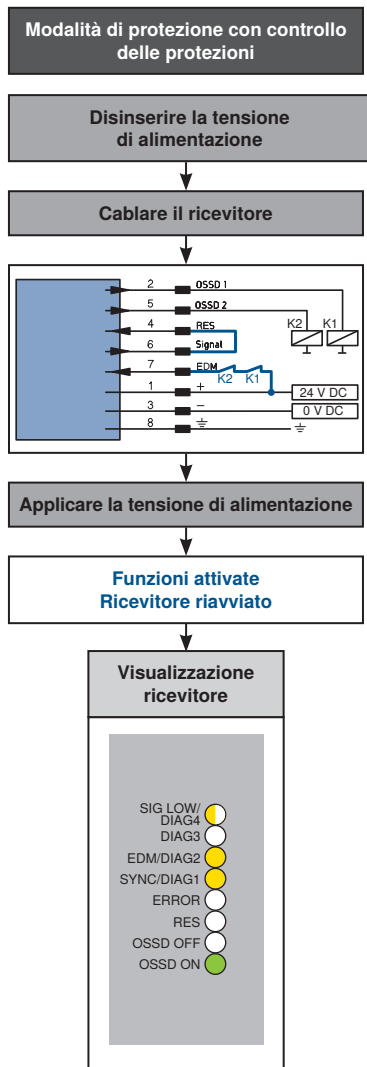 Modalità di protezione con controllo
delle protezioni
Disinserire la tensione
di alimentazione
Cablare il ricevitore
2 OSSD 1
5 OSSD 2
4 RES
K2 K1
6 Signal
7 EDM
K2 K1
1 +
24 V DC
3 –
0 V DC
8
Applicare la tensione di alimentazione
Funzioni attivate
Ricevitore riavviato
Visualizzazione
ricevitore
SIG LOW/
DIAG4
DIAG3
EDM/DIAG2
SYNC/DIAG1
ERROR
RES
OSSD OFF
OSSD ON